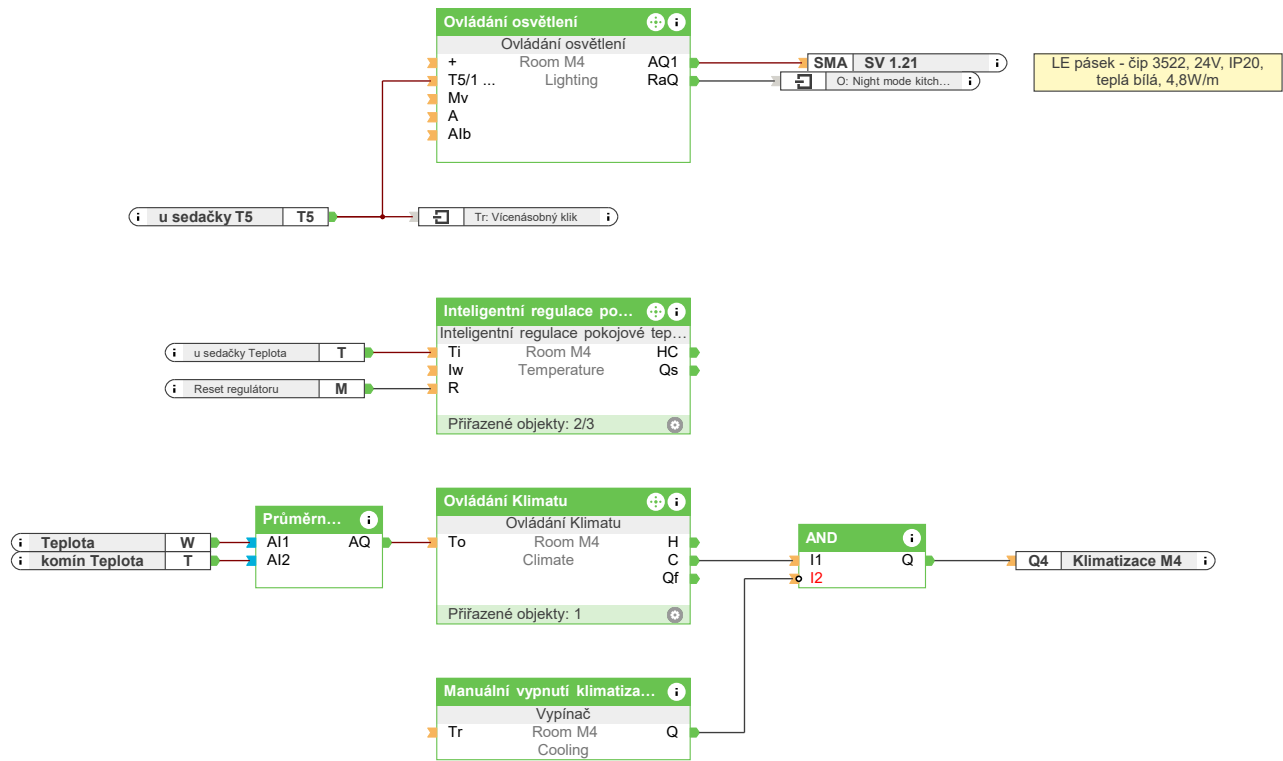 Ovládání osvětlení
Ovládání osvětlení
+ Room M4 AQ1
T5/1 ... Lighting RaQ
Mv
A
AIb
SMA SV 1.21
O: Night mode kitch...
LE pásek - čip 3522, 24V, IP20,
teplá bílá, 4,8W/m
u sedačky T5 T5
Tr: Vícenásobný klik
Inteligentní regulace po...
Inteligentní regulace pokojové tep...
u sedačky Teplota T
Ti Room M4 HC
Iw Temperature Qs
Reset regulátoru M
R
Přiřazené objekty: 2/3
Teplota W
komín Teplota T
Průměrn...
AI1 AQ
AI2
Ovládání Klimatu
Ovládání Klimatu
To Room M4 H
Climate C
Qf
Přiřazené objekty: 1
AND
I1 Q
I2
Q4 Klimatizace M4
Manuální vypnutí klimatiza...
Vypínač
Tr Room M4 Q
Cooling